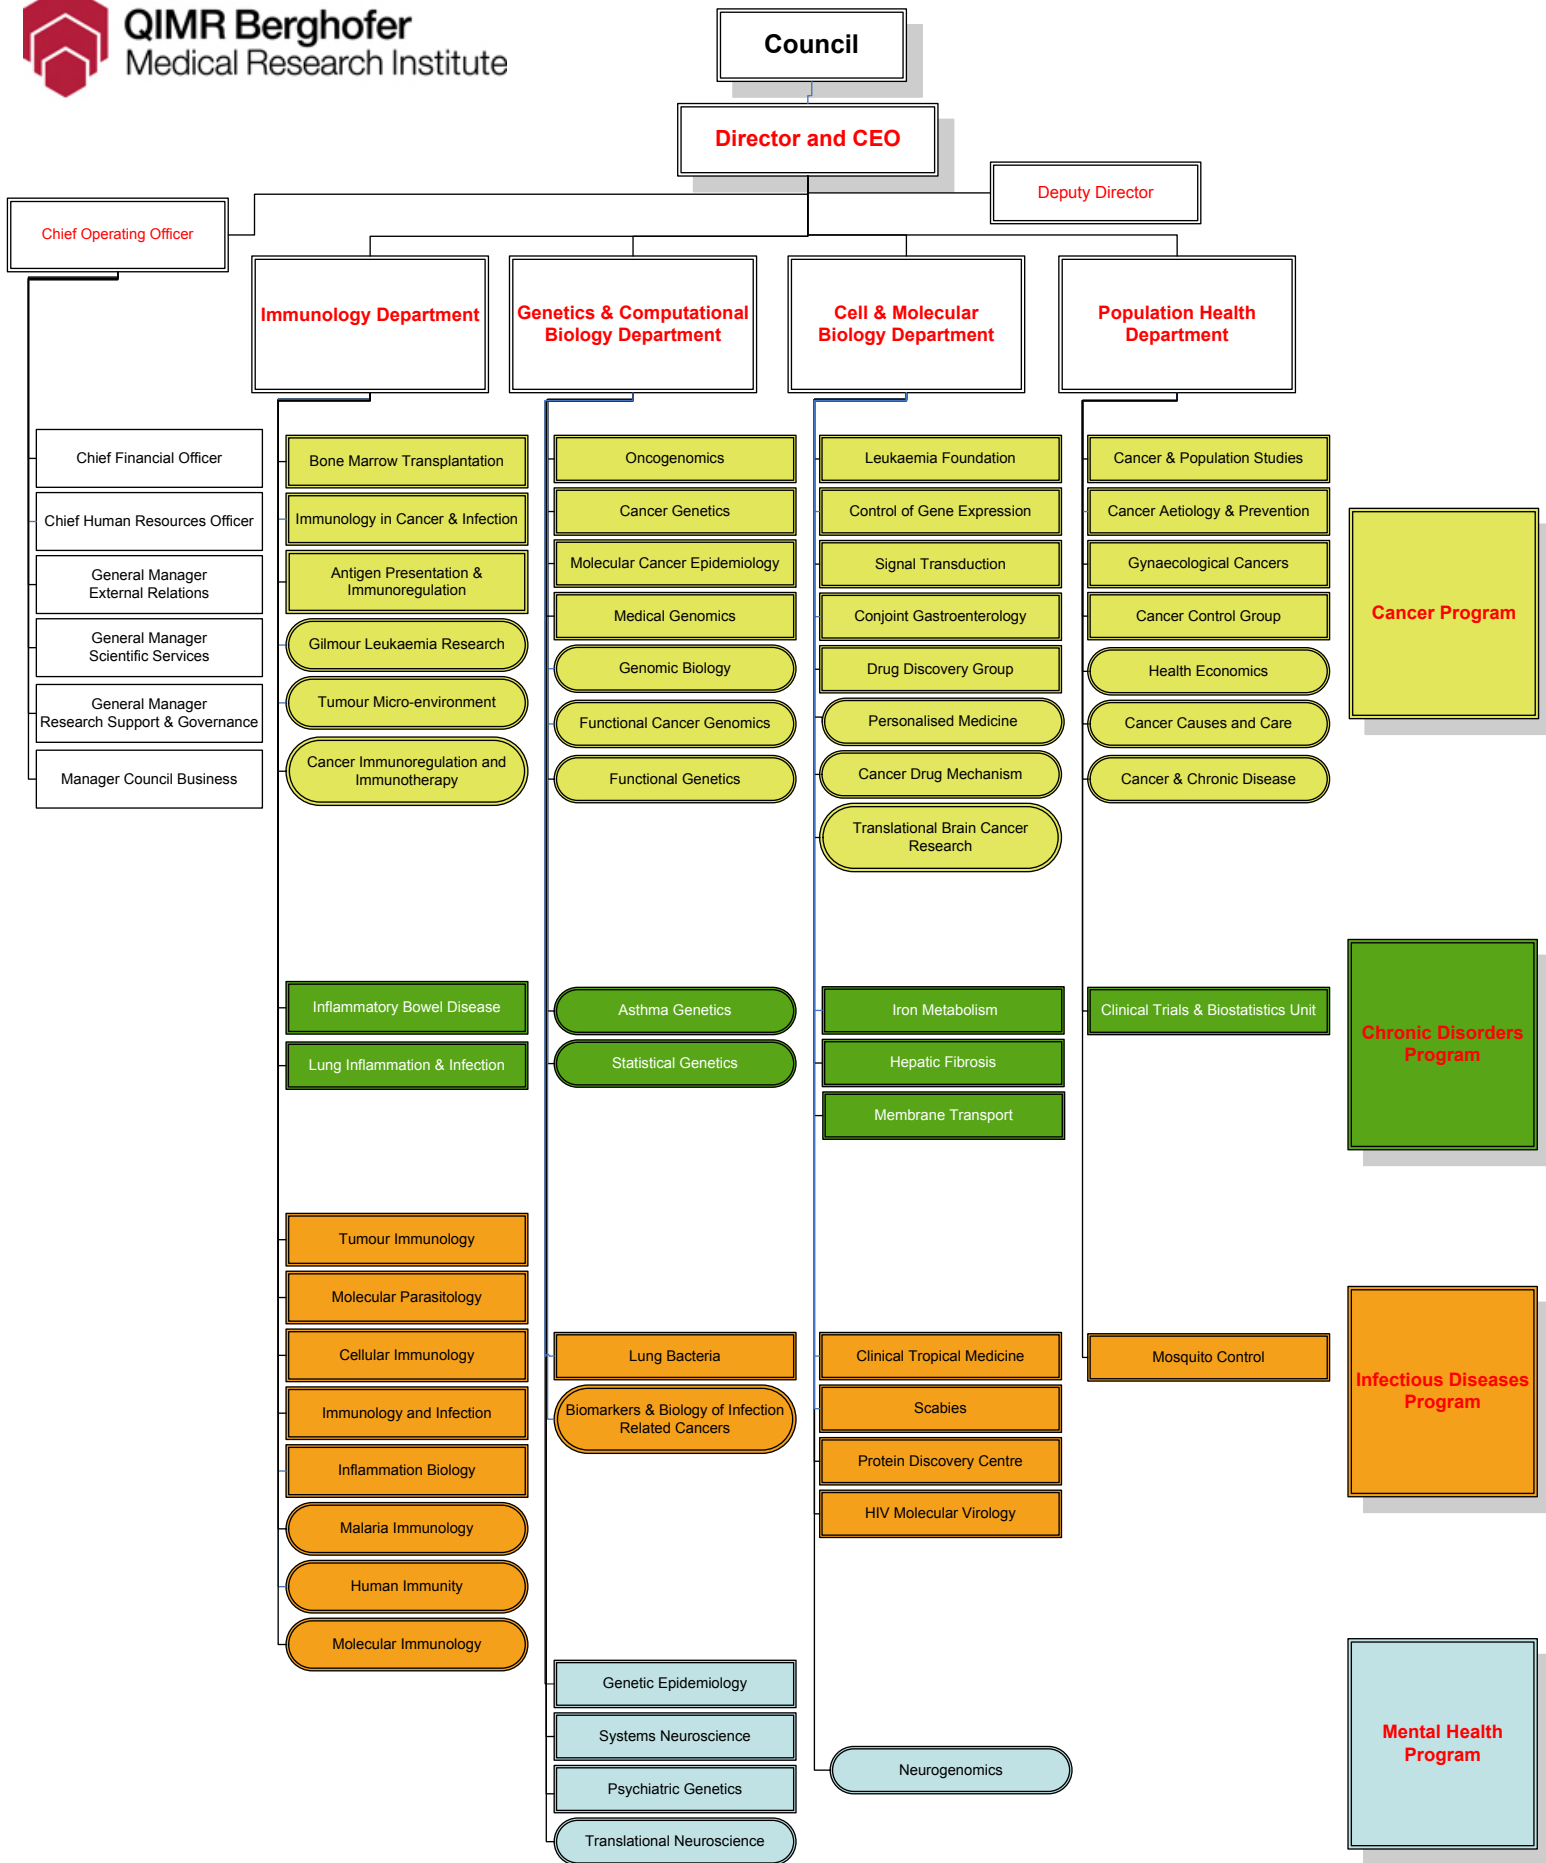 QIMR Berghofer
Medical Research Institute
Council
Director and CEO
Deputy Director
Chief Operating Officer
Immunology Department
Genetics & Computational
Biology Department
Cell & Molecular
Biology Department
Population Health
Department
Chief Financial Officer
Chief Human Resources Officer
General Manager
External Relations
General Manager
Scientific Services
General Manager
Research Support & Governance
Manager Council Business
Bone Marrow Transplantation
Immunology in Cancer & Infection
Antigen Presentation &
Immunoregulation
Gilmour Leukaemia Research
Tumour Micro-environment
Cancer Immunoregulation and
Immunotherapy
Oncogenomics
Cancer Genetics
Molecular Cancer Epidemiology
Medical Genomics
Genomic Biology
Functional Cancer Genomics
Functional Genetics
Leukaemia Foundation
Control of Gene Expression
Signal Transduction
Conjoint Gastroenterology
Drug Discovery Group
Personalised Medicine
Cancer Drug Mechanism
Translational Brain Cancer
Research
Cancer & Population Studies
Cancer Aetiology & Prevention
Gynaecological Cancers
Cancer Control Group
Health Economics
Cancer Causes and Care
Cancer & Chronic Disease
Cancer Program
Inflammatory Bowel Disease
Lung Inflammation & Infection
Asthma Genetics
Statistical Genetics
Iron Metabolism
Hepatic Fibrosis
Membrane Transport
Clinical Trials & Biostatistics Unit
Chronic Disorders
Program
Tumour Immunology
Molecular Parasitology
Cellular Immunology
Immunology and Infection
Inflammation Biology
Malaria Immunology
Human Immunity
Molecular Immunology
Lung Bacteria
Biomarkers & Biology of Infection
Related Cancers
Clinical Tropical Medicine
Scabies
Protein Discovery Centre
HIV Molecular Virology
Mosquito Control
Infectious Diseases
Program
Genetic Epidemiology
Systems Neuroscience
Psychiatric Genetics
Translational Neuroscience
Neurogenomics
Mental Health
Program